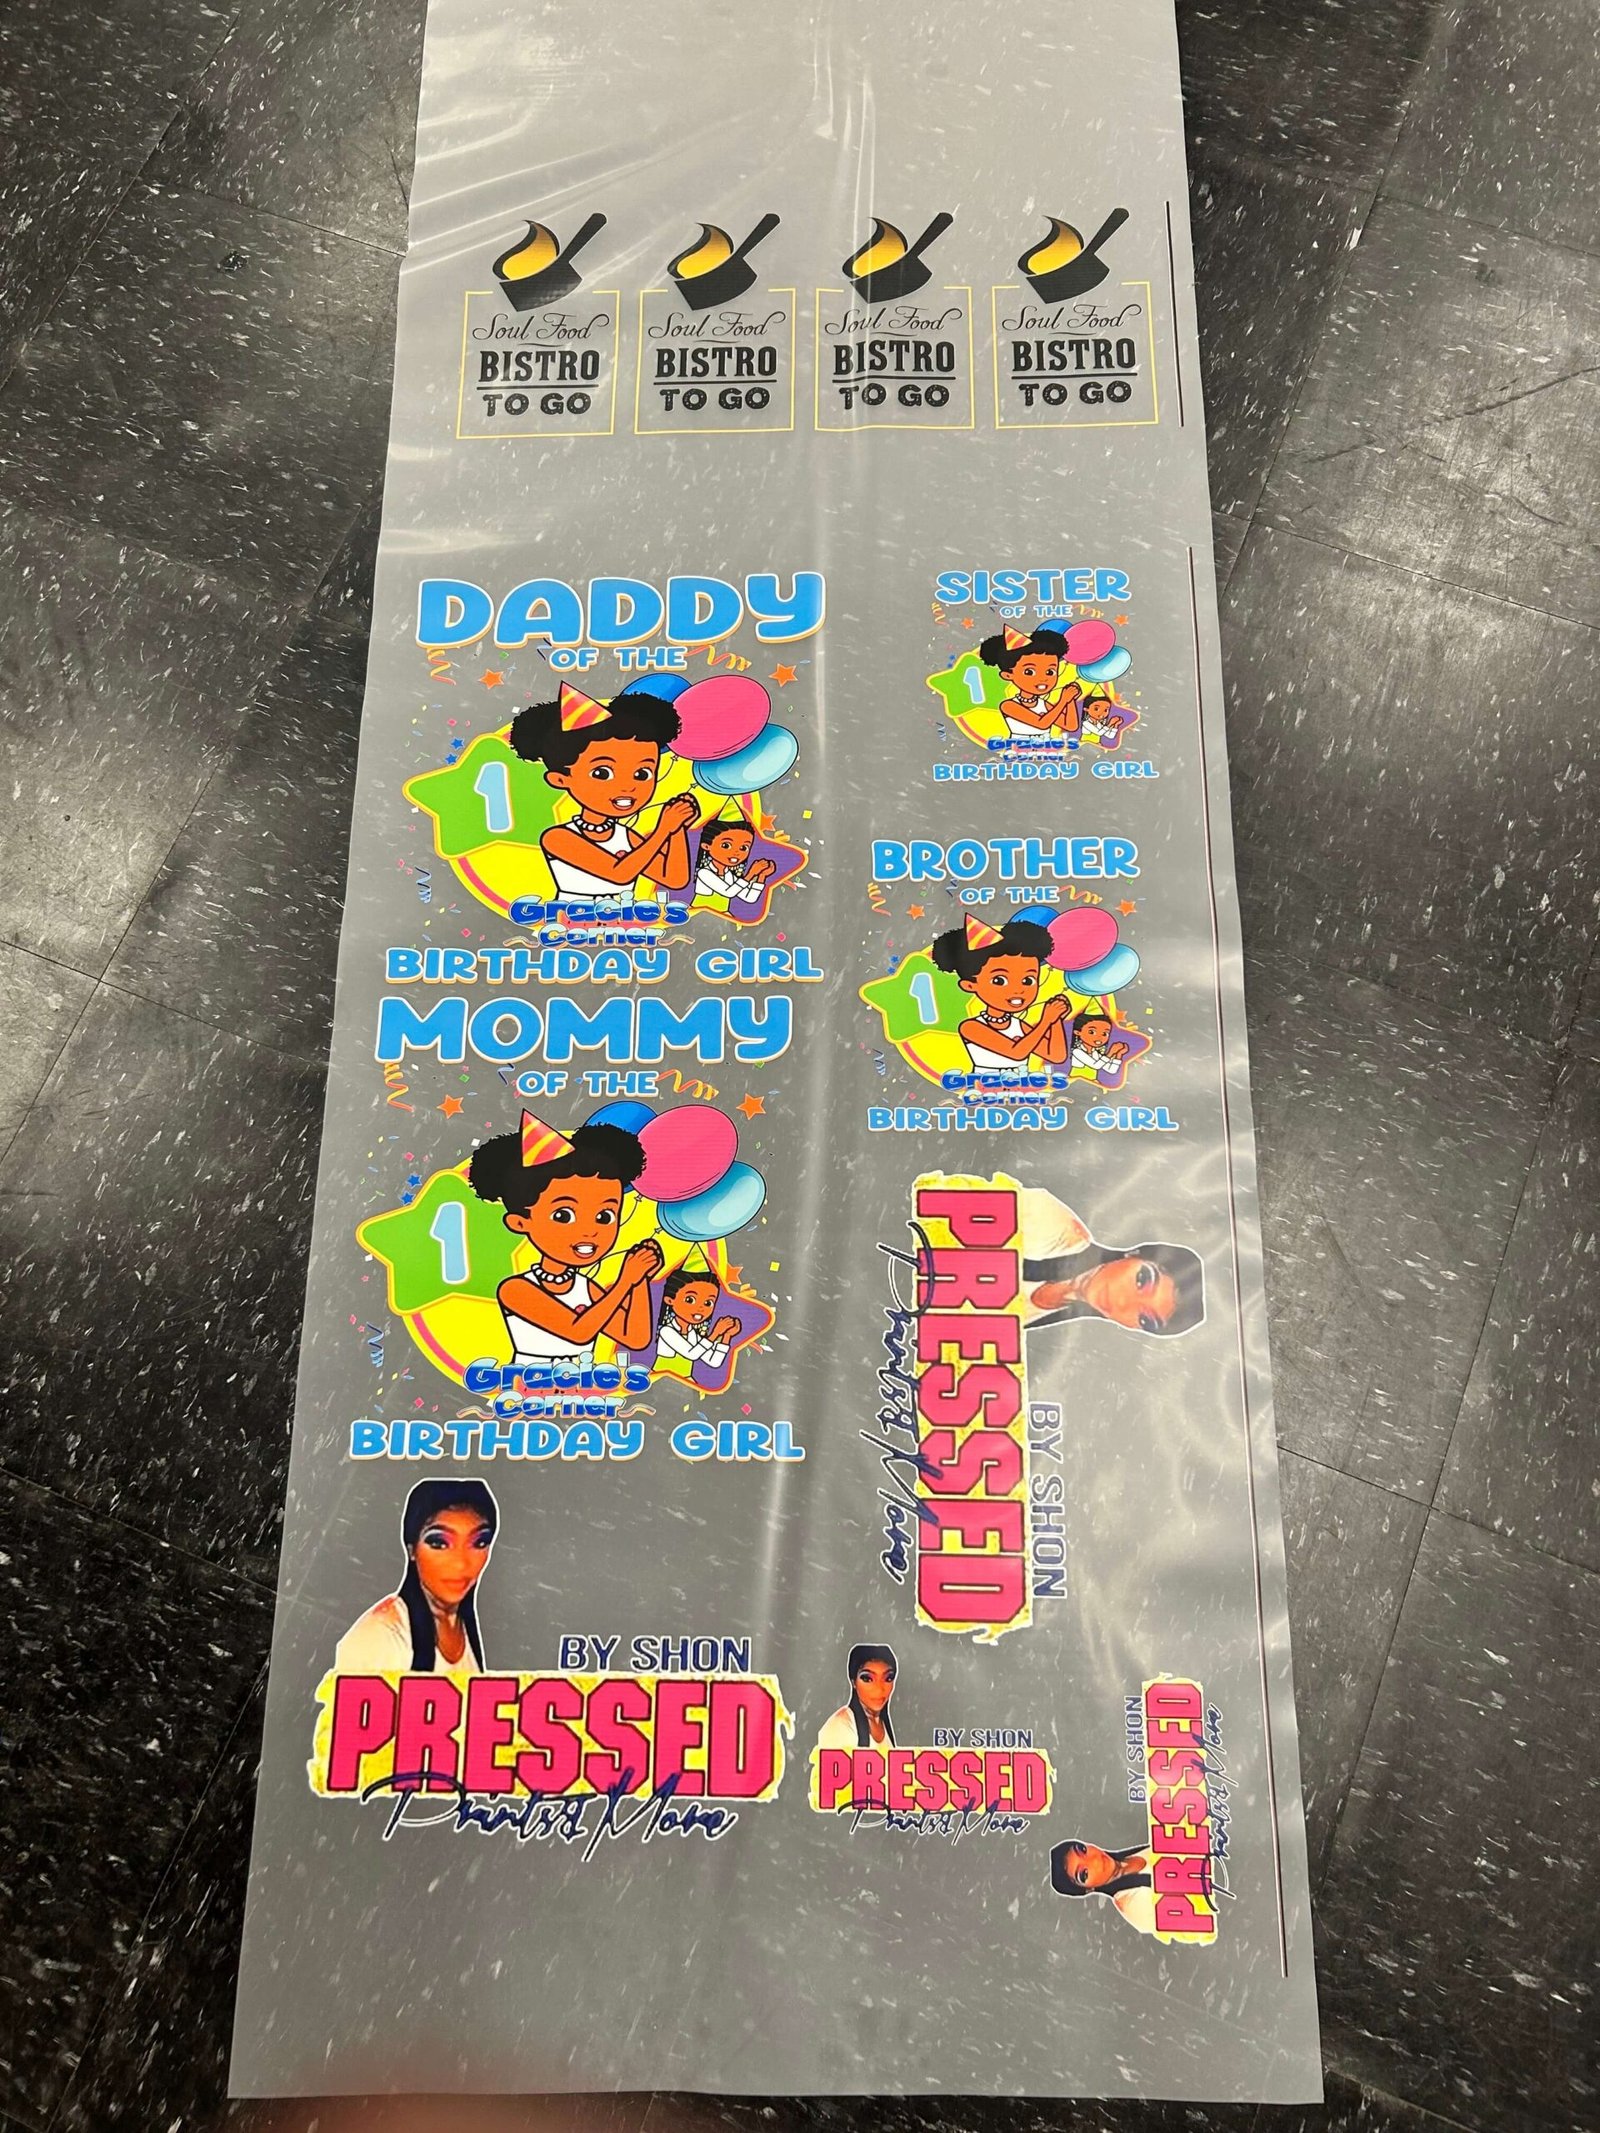 Soul Food
BISTRO
TO GO
Soul Food
BISTRO
TO GO
Soul Food
BISTRO
TO GO
Soul Food
BISTRO
TO GO
DADDY
OF THE
1
Gracie's
Corner
BIRTHDAY GIRL
SISTER
OF THE
1
Gracie's
Corner
BIRTHDAY GIRL
BROTHER
OF THE
1
Gracie's
Corner
BIRTHDAY GIRL
MOMMY
OF THE
1
Gracie's
Corner
BIRTHDAY GIRL
BY SHON
PRESSED
Prints & More
BY SHON
PRESSED
Prints & More
BY SHON
PRESSED
Prints & More
BY SHON
PRESSED
Prints & More